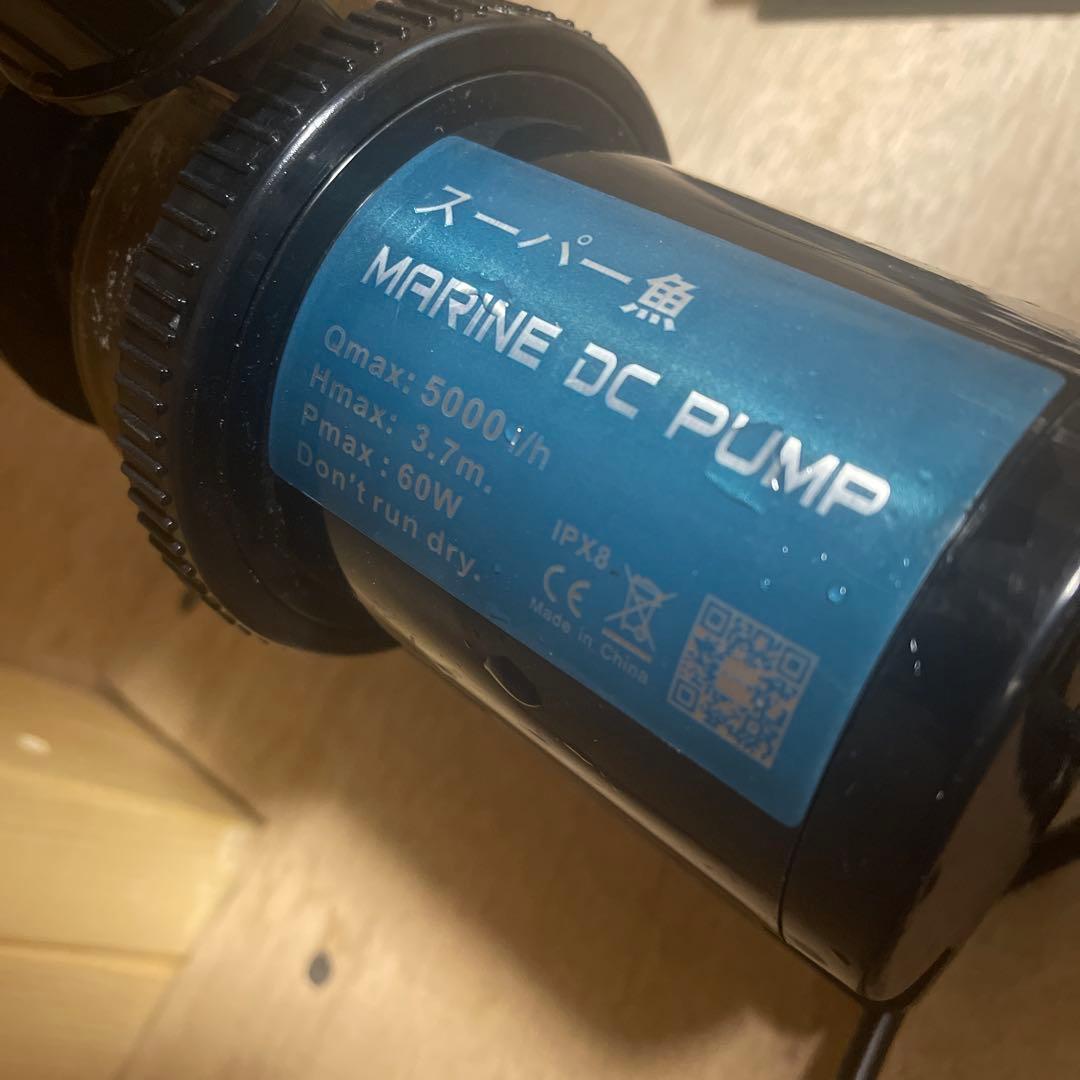 スーパー魚
MARINE DC PUMP
Qmax: 5000 l/h
Hmax: 3.7m.
Pmax: 60W
Don't run dry.
IPX8
CE
Made in China